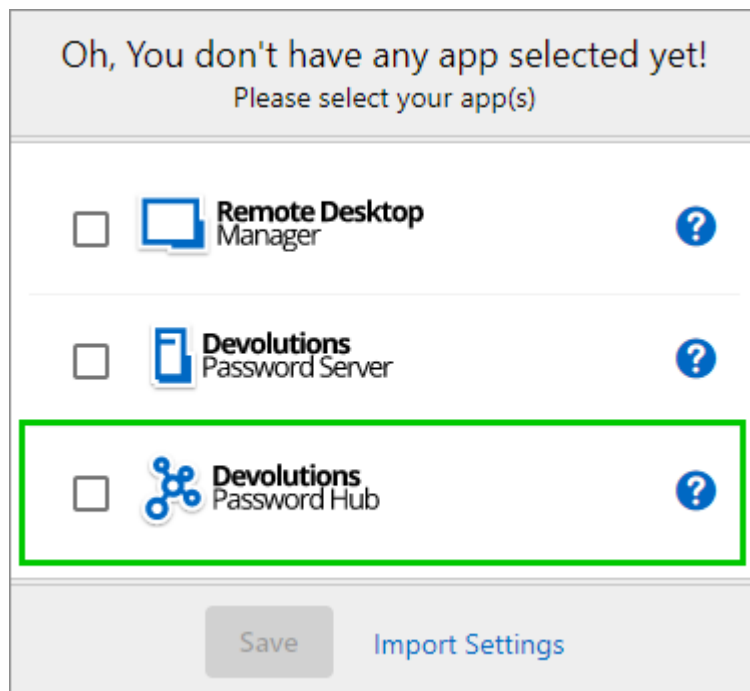 Oh, You don't have any app selected yet!
Please select your app(s)
Remote Desktop
Manager
?
Devolutions
Password Server
?
Devolutions
Password Hub
?
Save
Import Settings